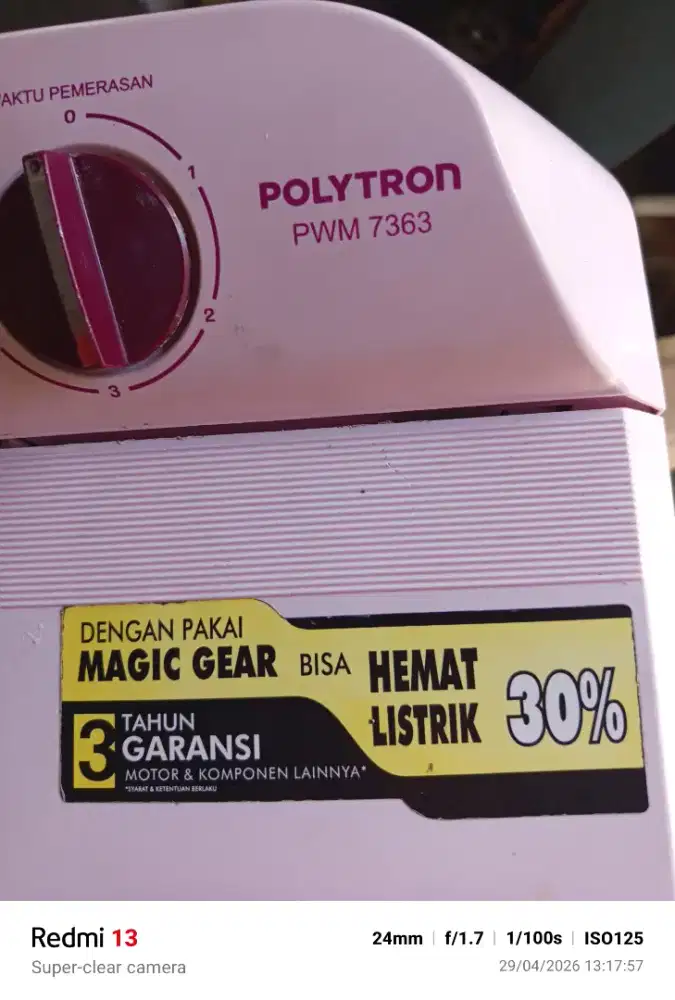 AKTU PEMERASAN
0
1
2
3
POLYTRON
PWM 7363
DENGAN PAKAI
MAGIC GEAR BISA HEMAT LISTRIK 30%
3 TAHUN
GARANSI
MOTOR & KOMPONEN LAINNYA*
*SYARAT & KETENTUAN BERLAKU
Redmi 13
Super-clear camera
24mm | f/1.7 | 1/100s | ISO125
29/04/2026 13:17:57